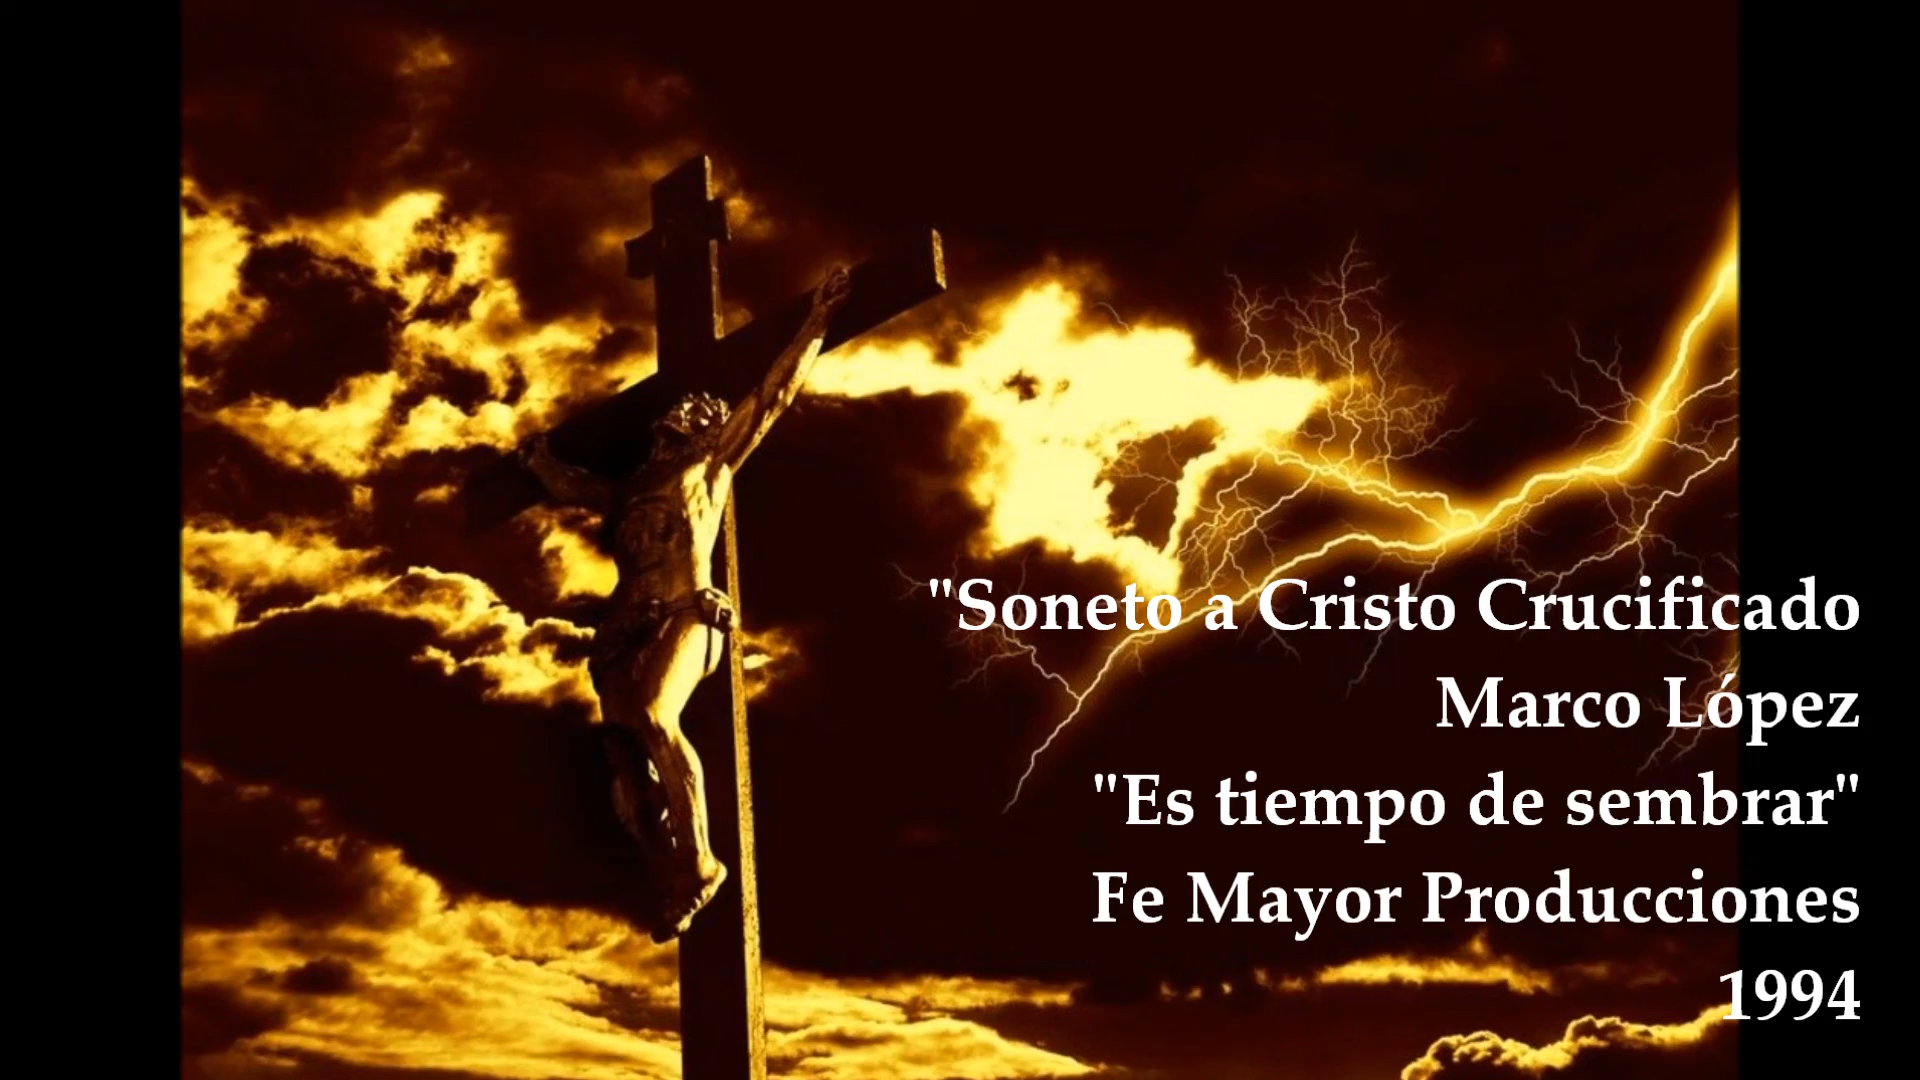 "Soneto a Cristo Crucificado
Marco López
"Es tiempo de sembrar"
Fe Mayor Producciones
1994